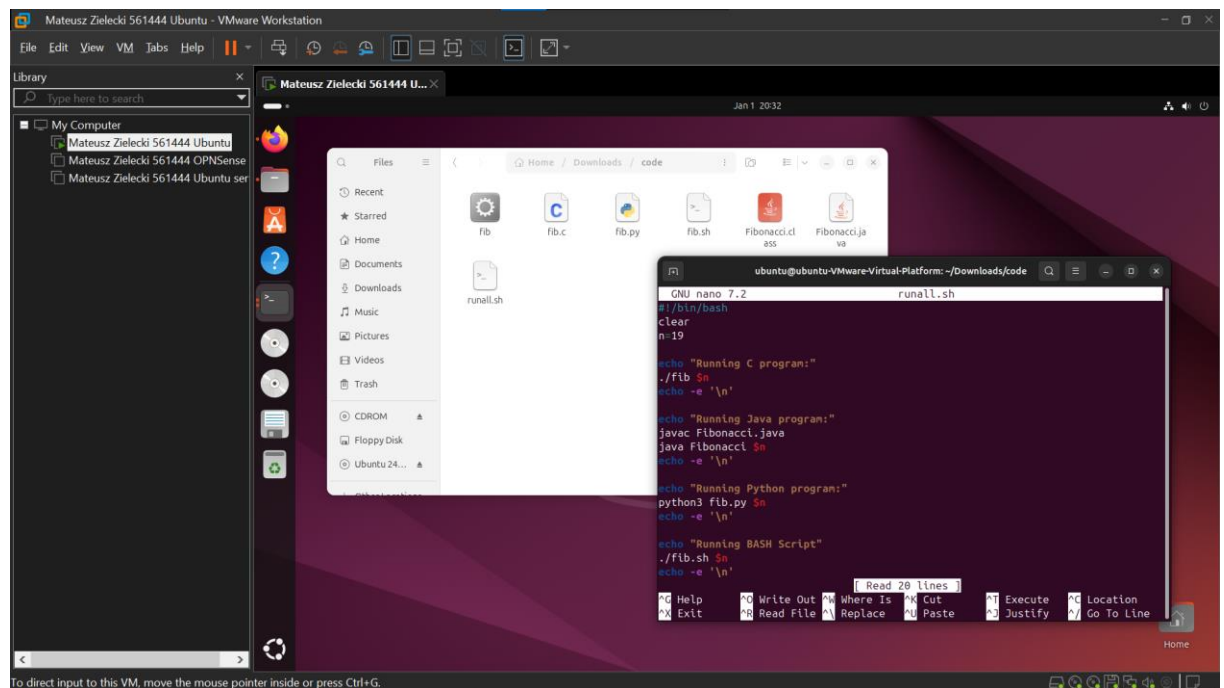 Mateusz Zielecki 561444 Ubuntu - VMware Workstation
File Edit View VM Tabs Help
Library
Type here to search
My Computer
Mateusz Zielecki 561444 Ubuntu
Mateusz Zielecki 561444 OPNSense
Mateusz Zielecki 561444 Ubuntu ser
Mateusz Zielecki 561444 U...
Jan 1 20:32
Files
Home / Downloads / code
Recent
Starred
Home
Documents
Downloads
Music
Pictures
Videos
Trash
CDROM
Floppy Disk
Ubuntu 24...
fib
fib.c
fib.py
fib.sh
Fibonacci.cl
ass
Fibonacci.ja
va
runall.sh
ubuntu@ubuntu-VMware-Virtual-Platform: ~/Downloads/code
GNU nano 7.2 runall.sh
#!/bin/bash
clear
n=19
echo "Running C program:"
./fib $n
echo -e '\n'
echo "Running Java program:"
javac Fibonacci.java
java Fibonacci $n
echo -e '\n'
echo "Running Python program:"
python3 fib.py $n
echo -e '\n'
echo "Running BASH Script"
./fib.sh $n
echo -e '\n'
[ Read 20 lines ]
^G Help ^O Write Out ^W Where Is ^K Cut ^T Execute ^C Location
^X Exit ^R Read File ^\ Replace ^U Paste ^J Justify ^/ Go To Line
Home
To direct input to this VM, move the mouse pointer inside or press Ctrl+G.